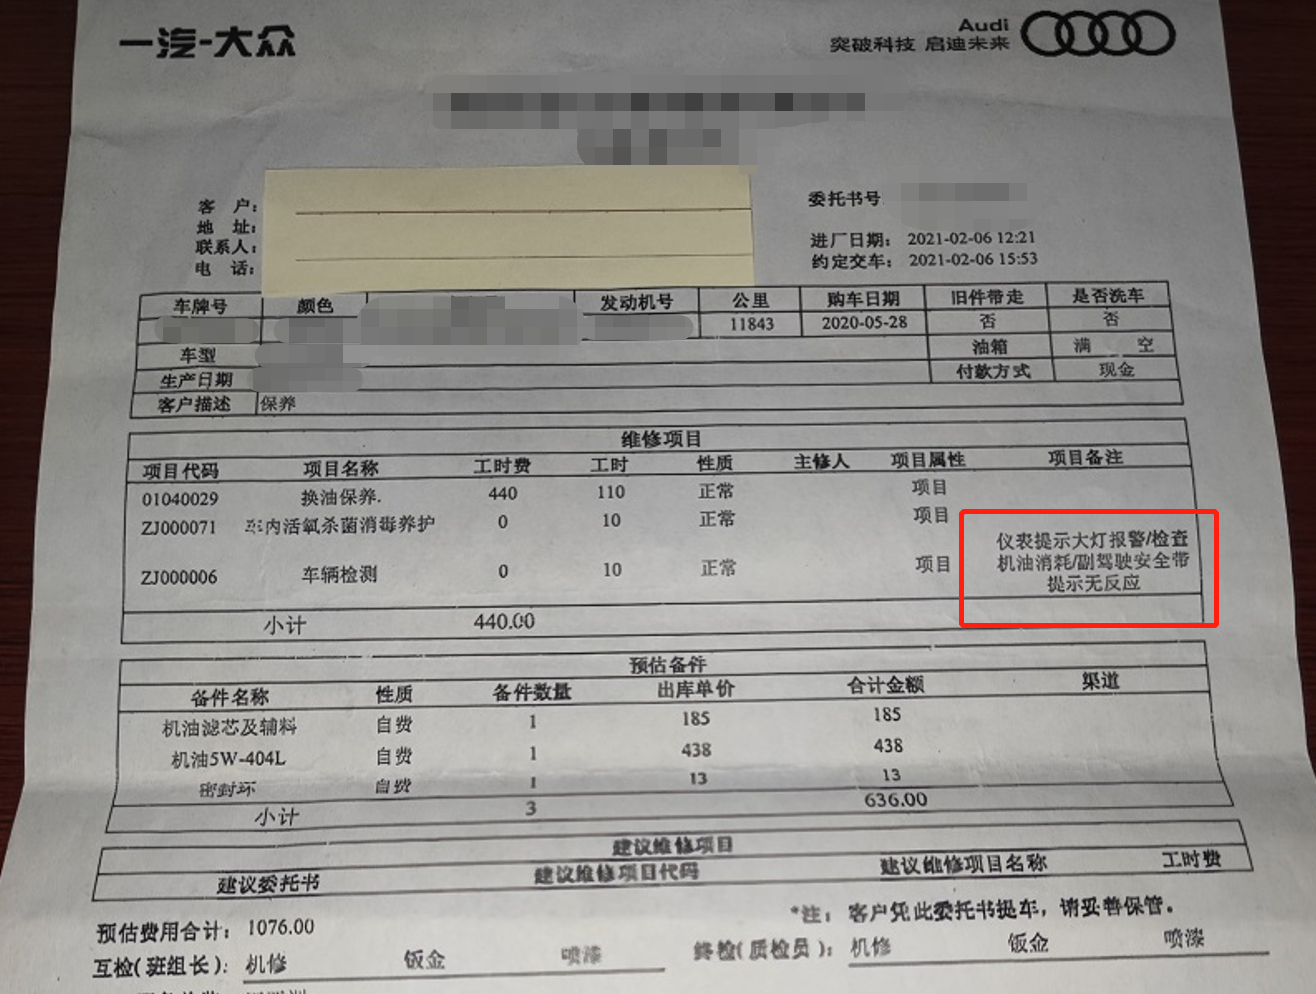 一汽-大众
Audi
突破科技 启迪未来
客 户:
地 址:
联系人:
电 话:
委托书号
进厂日期: 2021-02-06 12:21
约定交车: 2021-02-06 15:53
车牌号 颜色 发动机号 公里 购车日期 旧件带走 是否洗车
11843 2020-05-28 否 否
车型 油箱 满 空
生产日期 付款方式 现金
客户描述 保养
维修项目
项目代码 项目名称 工时费 工时 性质 主修人 项目属性 项目备注
01040029 换油保养. 440 110 正常 项目
ZJ000071 车内活氧杀菌消毒养护 0 10 正常 项目
ZJ000006 车辆检测 0 10 正常 项目 仪表提示大灯报警/检查
机油消耗/副驾驶安全带
提示无反应
小计 440.00
预估备件
备件名称 性质 备件数量 出库单价 合计金额 渠道
机油滤芯及辅料 自费 1 185 185
机油5W-404L 自费 1 438 438
密封环 自费 1 13 13
小计 3 636.00
建议维修项目
建议委托书 建议维修项目代码 建议维修项目名称 工时费
预估费用合计: 1076.00 *注: 客户凭此委托书提车，请妥善保管。
互检(班组长): 机修 钣金 喷漆 终检(质检员): 机修 钣金 喷漆